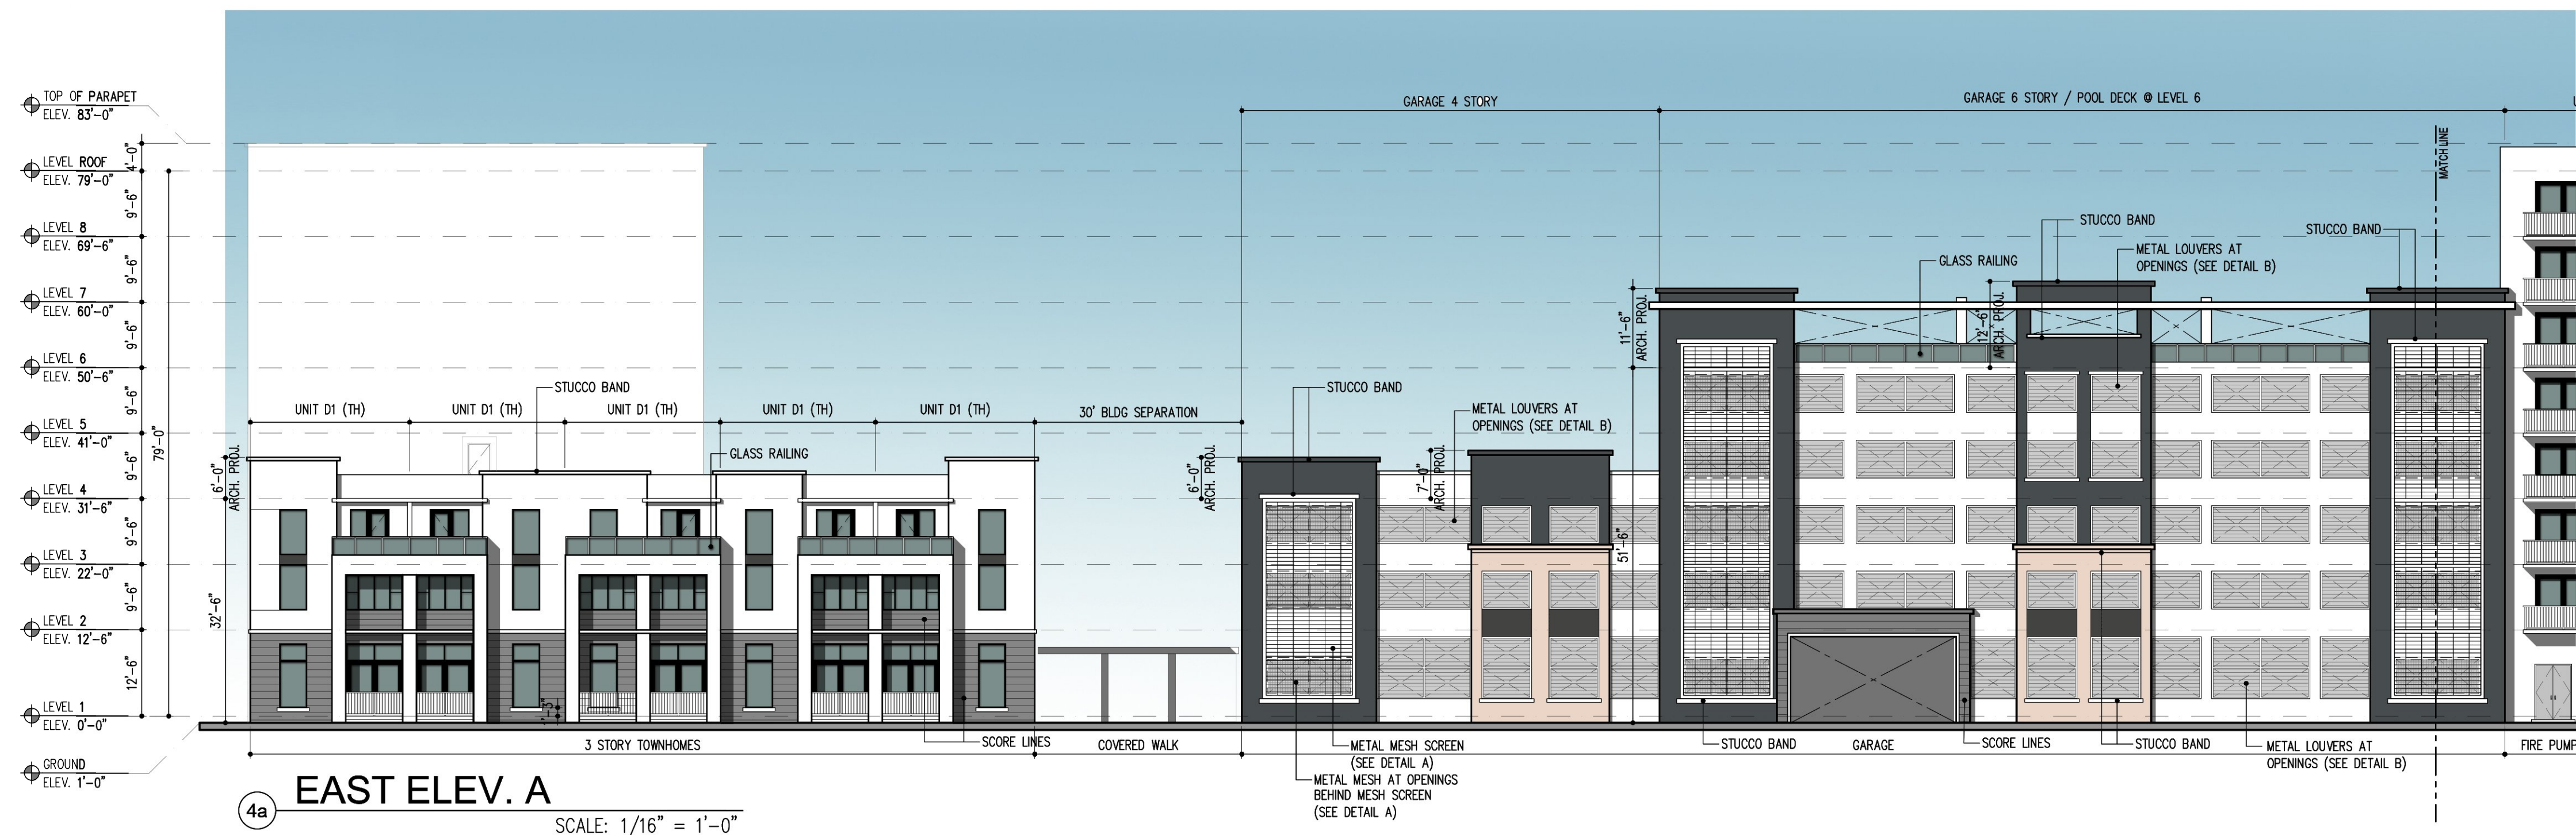 TOP OF PARAPET
ELEV. 83'-0"
LEVEL ROOF
ELEV. 79'-0"
LEVEL 8
ELEV. 69'-6"
LEVEL 7
ELEV. 60'-0"
LEVEL 6
ELEV. 50'-6"
LEVEL 5
ELEV. 41'-0"
LEVEL 4
ELEV. 31'-6"
LEVEL 3
ELEV. 22'-0"
LEVEL 2
ELEV. 12'-6"
LEVEL 1
ELEV. 0'-0"
GROUND
ELEV. 1'-0"
4'-0"
9'-6"
9'-6"
9'-6"
9'-6"
9'-6"
9'-6"
9'-6"
12'-6"
79'-0"
6'-0"
ARCH. PROJ.
32'-6"
UNIT D1 (TH)
UNIT D1 (TH)
UNIT D1 (TH)
UNIT D1 (TH)
UNIT D1 (TH)
STUCCO BAND
GLASS RAILING
30' BLDG SEPARATION
3 STORY TOWNHOMES
SCORE LINES
COVERED WALK
GARAGE 4 STORY
GARAGE 6 STORY / POOL DECK @ LEVEL 6
MATCH LINE
6'-0"
ARCH. PROJ.
STUCCO BAND
7'-0"
ARCH. PROJ.
METAL LOUVERS AT
OPENINGS (SEE DETAIL B)
11'-6"
ARCH. PROJ.
51'-6"
GLASS RAILING
12'-6"
ARCH. PROJ.
STUCCO BAND
METAL LOUVERS AT
OPENINGS (SEE DETAIL B)
STUCCO BAND
METAL MESH SCREEN
(SEE DETAIL A)
METAL MESH AT OPENINGS
BEHIND MESH SCREEN
(SEE DETAIL A)
STUCCO BAND
GARAGE
SCORE LINES
STUCCO BAND
METAL LOUVERS AT
OPENINGS (SEE DETAIL B)
FIRE PUMP
4a
EAST ELEV. A
SCALE: 1/16" = 1'-0"